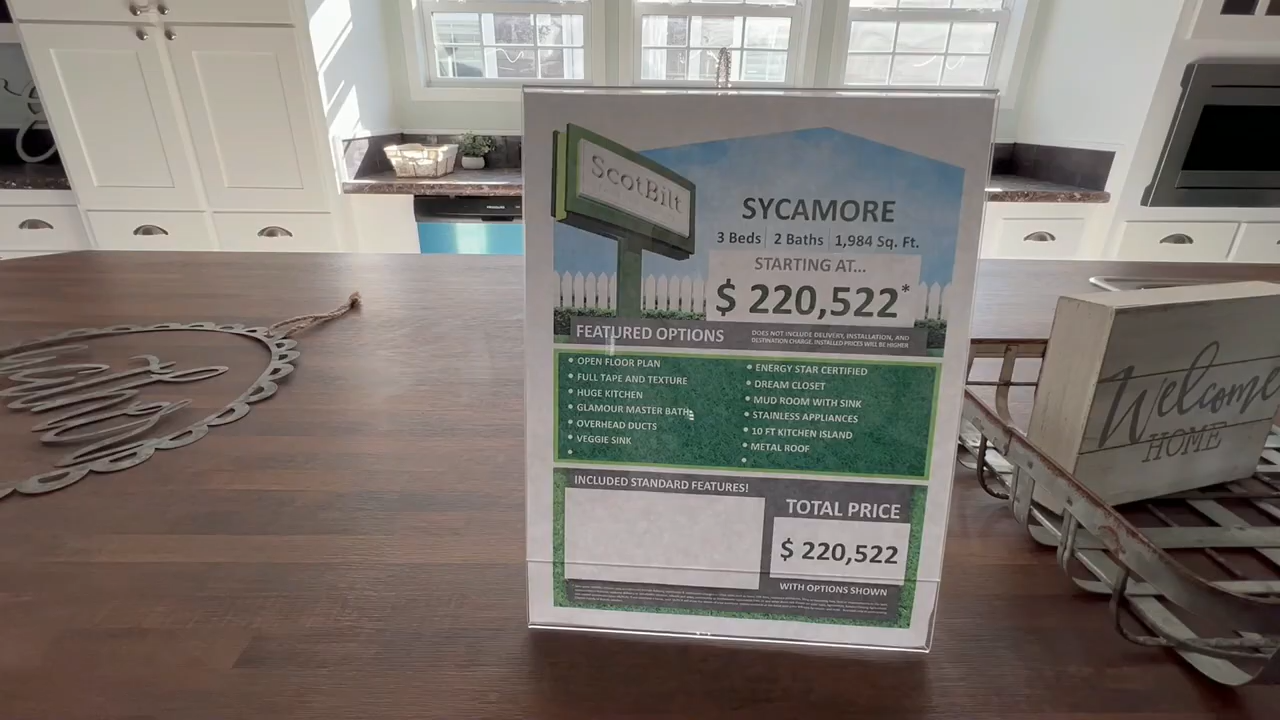 ScotBilt
SYCAMORE
3 Beds 2 Baths 1,984 Sq. Ft.
STARTING AT...
$ 220,522*
FEATURED OPTIONS
DOES NOT INCLUDE DELIVERY, INSTALLATION, AND
DESTINATION CHARGE. INSTALLED PRICES WILL BE HIGHER
• OPEN FLOOR PLAN
• FULL TAPE AND TEXTURE
• HUGE KITCHEN
• GLAMOUR MASTER BATH
• OVERHEAD DUCTS
• VEGGIE SINK
•
• ENERGY STAR CERTIFIED
• DREAM CLOSET
• MUD ROOM WITH SINK
• STAINLESS APPLIANCES
• 10 FT KITCHEN ISLAND
• METAL ROOF
•
INCLUDED STANDARD FEATURES!
TOTAL PRICE
$ 220,522
WITH OPTIONS SHOWN
Welcome
HOME